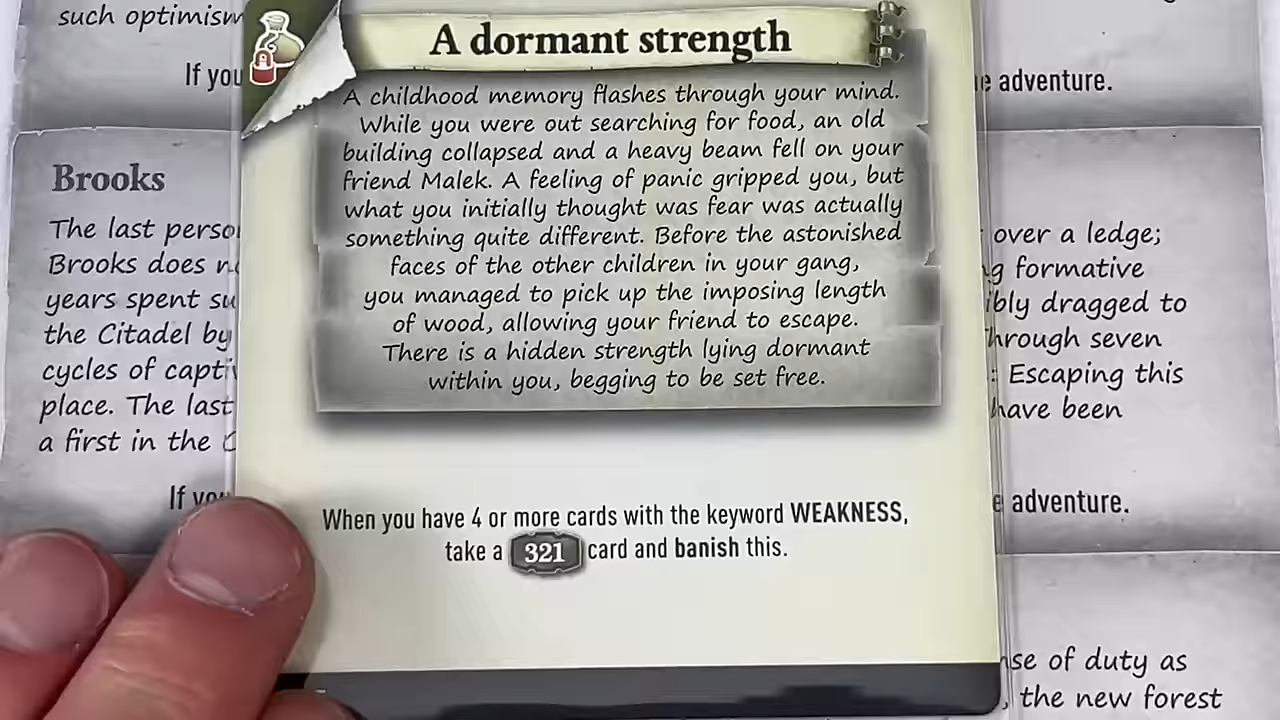 such optimism
If you
e adventure.
A dormant strength
A childhood memory flashes through your mind.
While you were out searching for food, an old
building collapsed and a heavy beam fell on your
friend Malek. A feeling of panic gripped you, but
what you initially thought was fear was actually
something quite different. Before the astonished
faces of the other children in your gang,
you managed to pick up the imposing length
of wood, allowing your friend to escape.
There is a hidden strength lying dormant
within you, begging to be set free.
When you have 4 or more cards with the keyword WEAKNESS,
take a 321 card and banish this.
Brooks
The last perso
Brooks does n
years spent su
the Citadel by
cycles of capti
place. The last
a first in the C
If you
over a ledge;
g formative
ibly dragged to
hrough seven
: Escaping this
have been
e adventure.
nse of duty as
, the new forest